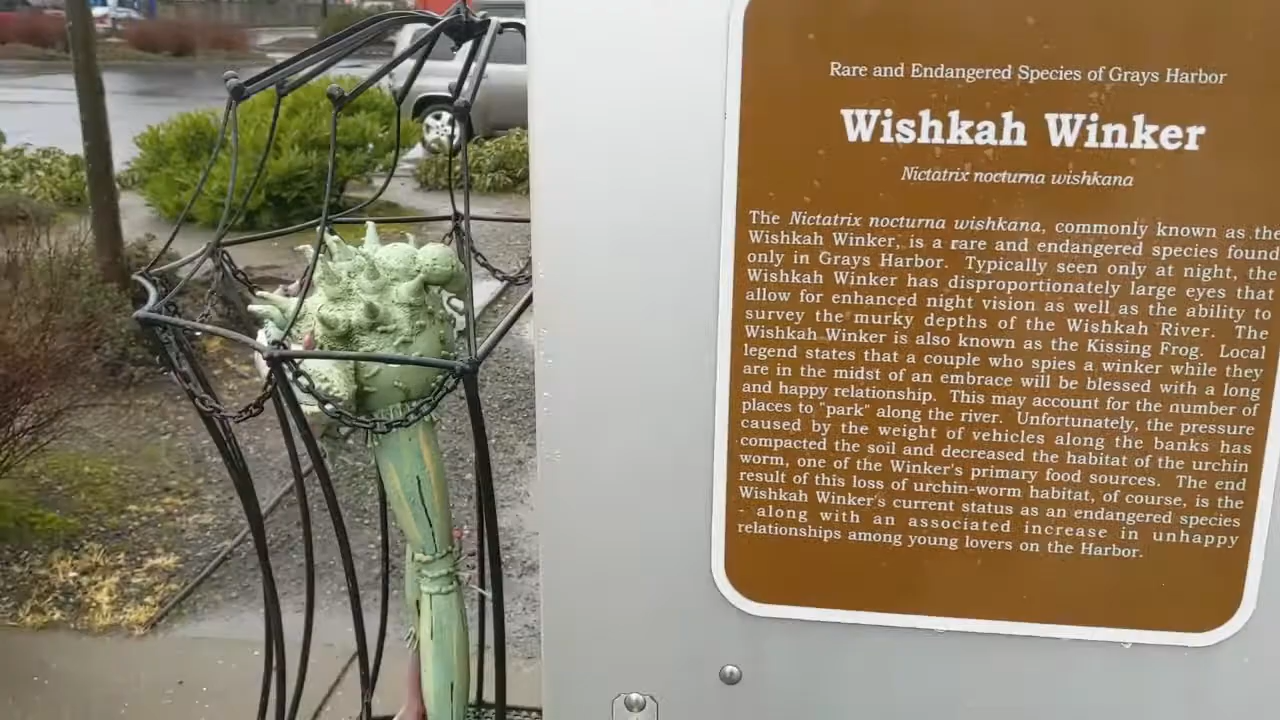 Rare and Endangered Species of Grays Harbor
Wishkah Winker
Nictatrix nocturna wishkana
The Nictatrix nocturna wishkana, commonly known as the
Wishkah Winker, is a rare and endangered species found
only in Grays Harbor. Typically seen only at night, the
Wishkah Winker has disproportionately large eyes that
allow for enhanced night vision as well as the ability to
survey the murky depths of the Wishkah River. The
Wishkah Winker is also known as the Kissing Frog. Local
legend states that a couple who spies a winker while they
are in the midst of an embrace will be blessed with a long
and happy relationship. This may account for the number of
places to "park" along the river. Unfortunately, the pressure
caused by the weight of vehicles along the banks has
compacted the soil and decreased the habitat of the urchin
worm, one of the Winker's primary food sources. The end
result of this loss of urchin-worm habitat, of course, is the
Wishkah Winker's current status as an endangered species
- along with an associated increase in unhappy
relationships among young lovers on the Harbor.